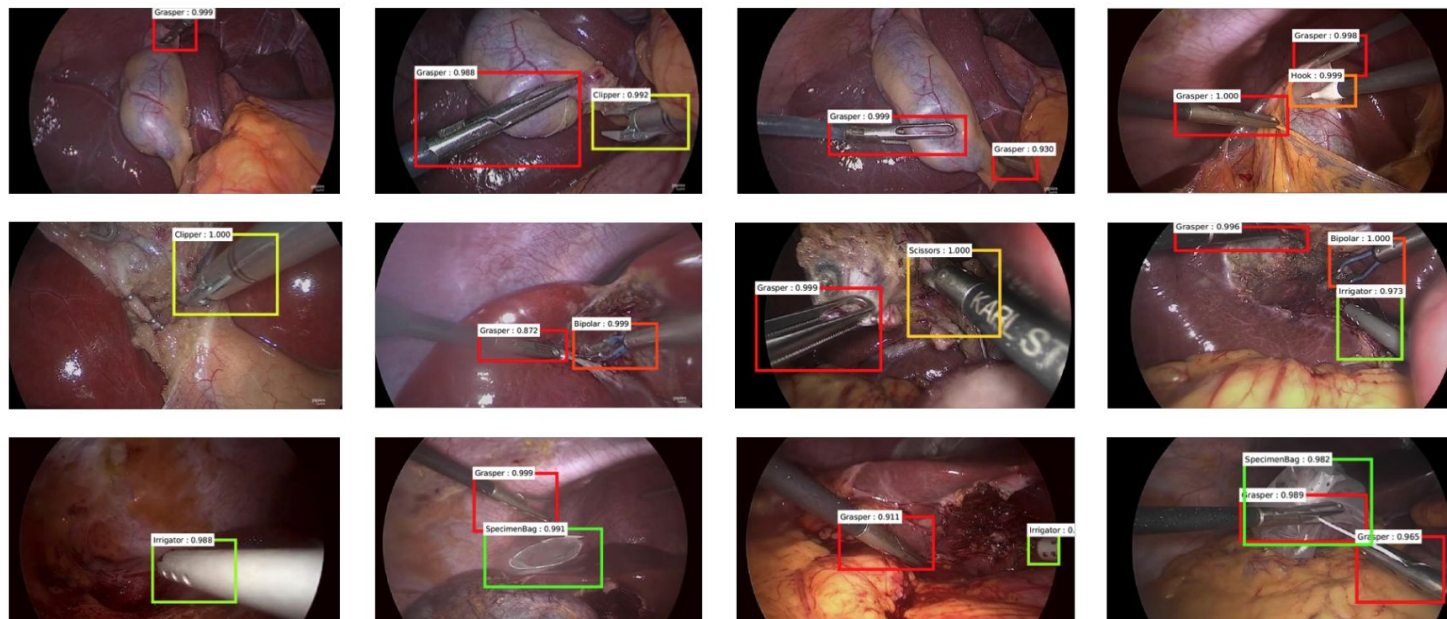 Grasper : 0.999
Grasper : 0.988
Clipper : 0.992
Grasper : 0.999
Grasper : 0.930
Grasper : 0.998
Hook : 0.999
Grasper : 1.000
Clipper : 1.000
Grasper : 0.872
Bipolar : 0.999
Scissors : 1.000
Grasper : 0.999
KARL ST
Grasper : 0.996
Bipolar : 1.000
Irrigator : 0.973
Irrigator : 0.988
Grasper : 0.999
SpecimenBag : 0.991
Grasper : 0.911
Irrigator : 0.
SpecimenBag : 0.982
Grasper : 0.989
Grasper : 0.965